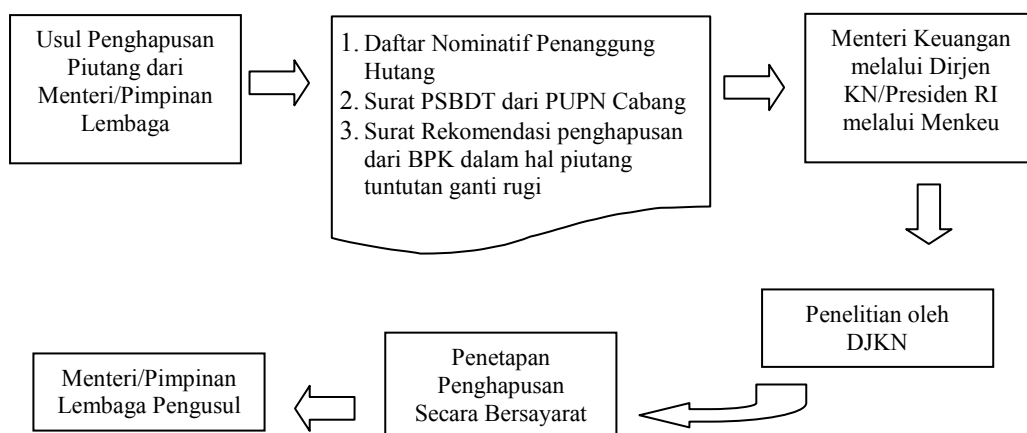 Usul Penghapusan
Piutang dari
Menteri/Pimpinan
Lembaga
1. Daftar Nominatif Penanggung
Hutang
2. Surat PSBDT dari PUPN Cabang
3. Surat Rekomendasi penghapusan
dari BPK dalam hal piutang
tuntutan ganti rugi
Menteri Keuangan
melalui Dirjen
KN/Presiden RI
melalui Menkeu
Penelitian oleh
DJKN
Penetapan
Penghapusan
Secara Bersayarat
Menteri/Pimpinan
Lembaga Pengusul